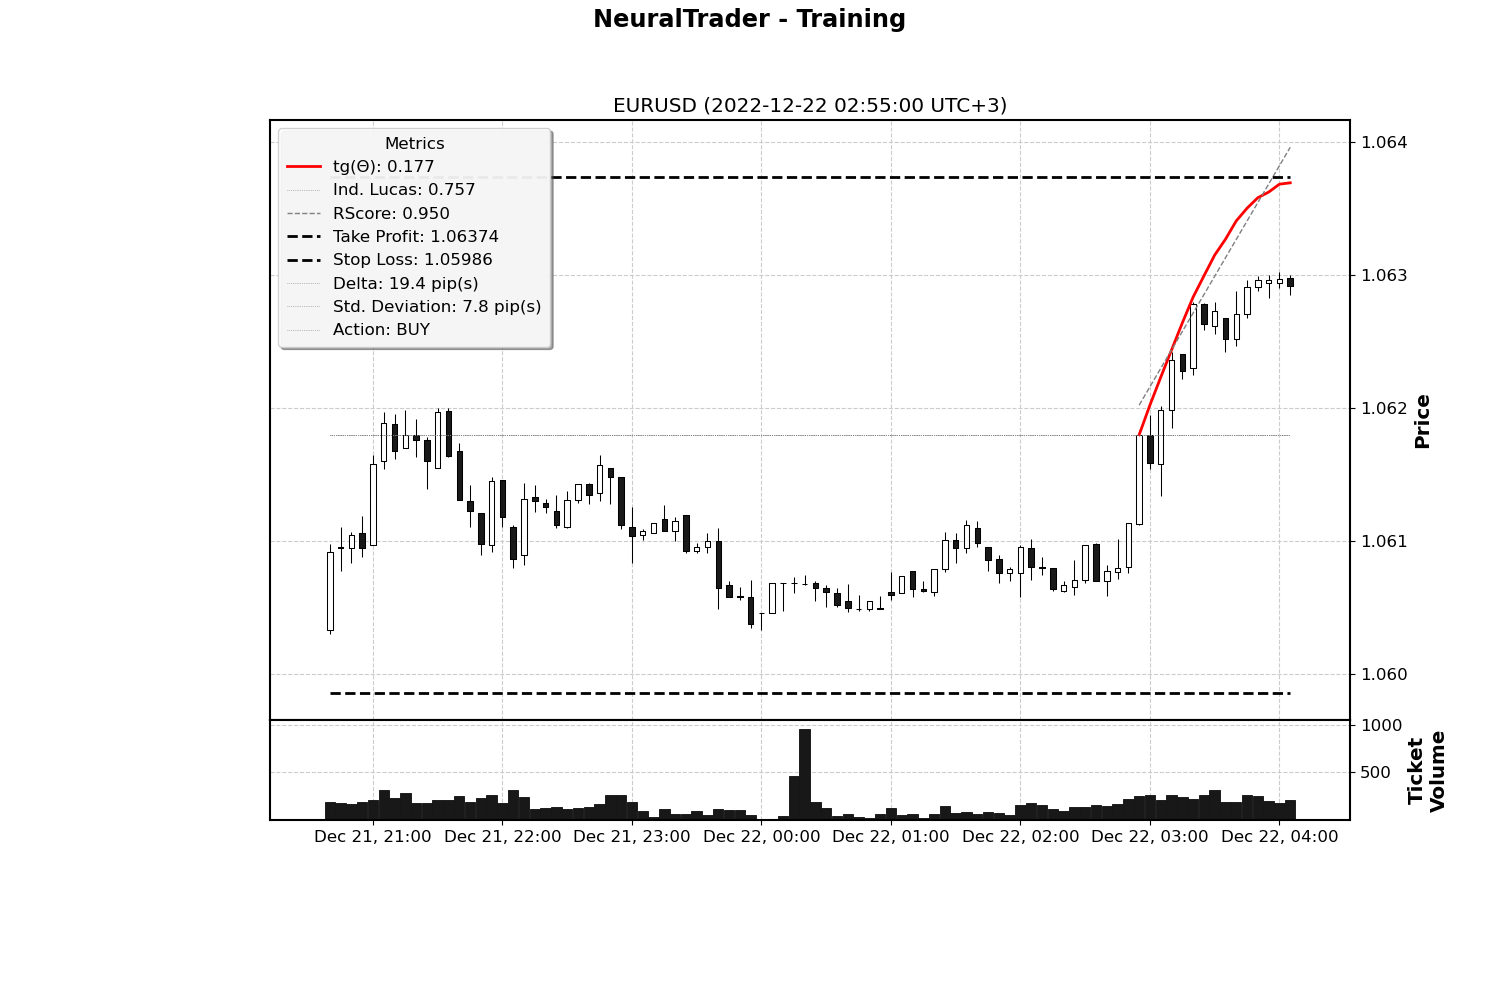 NeuralTrader - Training
EURUSD (2022-12-22 02:55:00 UTC+3)
Metrics
tg(Θ): 0.177
Ind. Lucas: 0.757
RScore: 0.950
Take Profit: 1.06374
Stop Loss: 1.05986
Delta: 19.4 pip(s)
Std. Deviation: 7.8 pip(s)
Action: BUY
1.064
1.063
1.062
1.061
1.060
Price
1000
500
Ticket
Volume
Dec 21, 21:00
Dec 21, 22:00
Dec 21, 23:00
Dec 22, 00:00
Dec 22, 01:00
Dec 22, 02:00
Dec 22, 03:00
Dec 22, 04:00